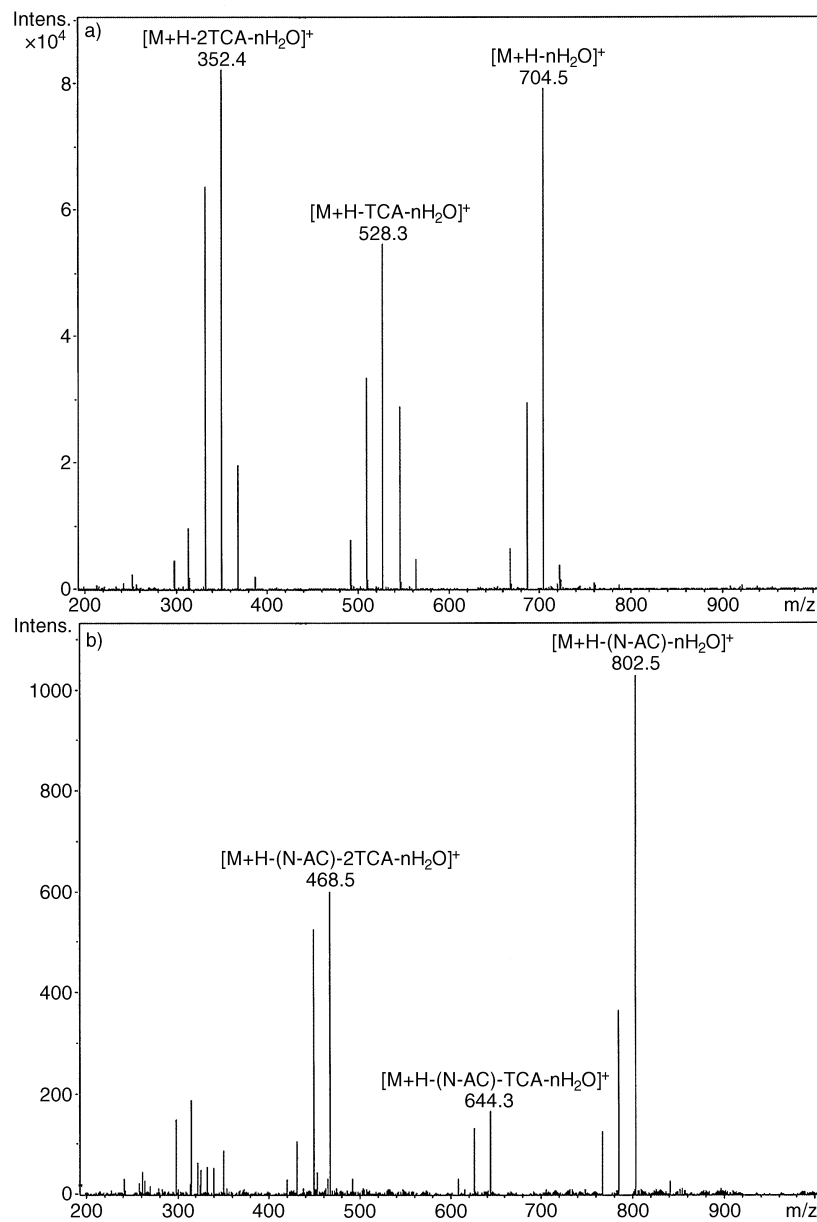 Intens.
×10⁴
a)
[M+H-2TCA-nH₂O]⁺
352.4
[M+H-nH₂O]⁺
704.5
[M+H-TCA-nH₂O]⁺
528.3
8
6
4
2
0
200 300 400 500 600 700 800 900 m/z
Intens.
b)
[M+H-(N-AC)-nH₂O]⁺
802.5
[M+H-(N-AC)-2TCA-nH₂O]⁺
468.5
[M+H-(N-AC)-TCA-nH₂O]⁺
644.3
1000
800
600
400
200
0
200 300 400 500 600 700 800 900 m/z